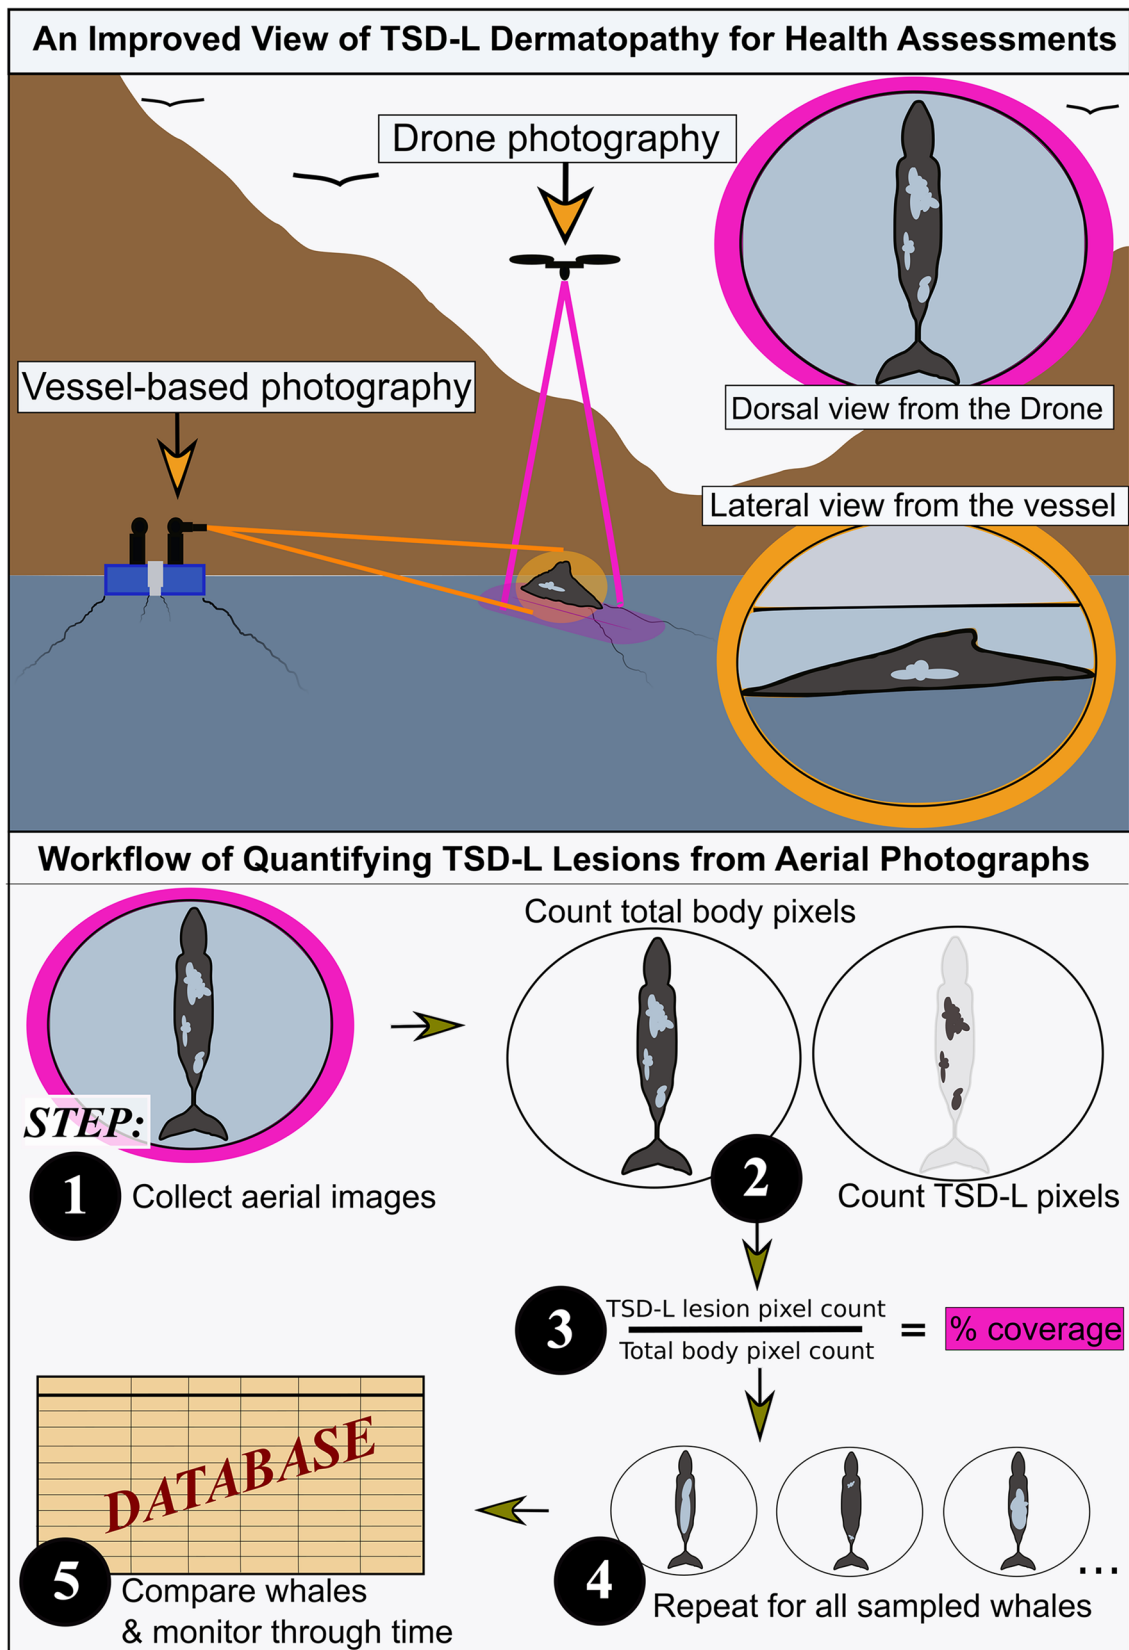 An Improved View of TSD-L Dermatopathy for Health Assessments
Drone photography
Vessel-based photography
Dorsal view from the Drone
Lateral view from the vessel
Workflow of Quantifying TSD-L Lesions from Aerial Photographs
STEP:
1
Collect aerial images
Count total body pixels
2
Count TSD-L pixels
3
TSD-L lesion pixel count
Total body pixel count
= % coverage
4
Repeat for all sampled whales
...
DATABASE
5
Compare whales
& monitor through time